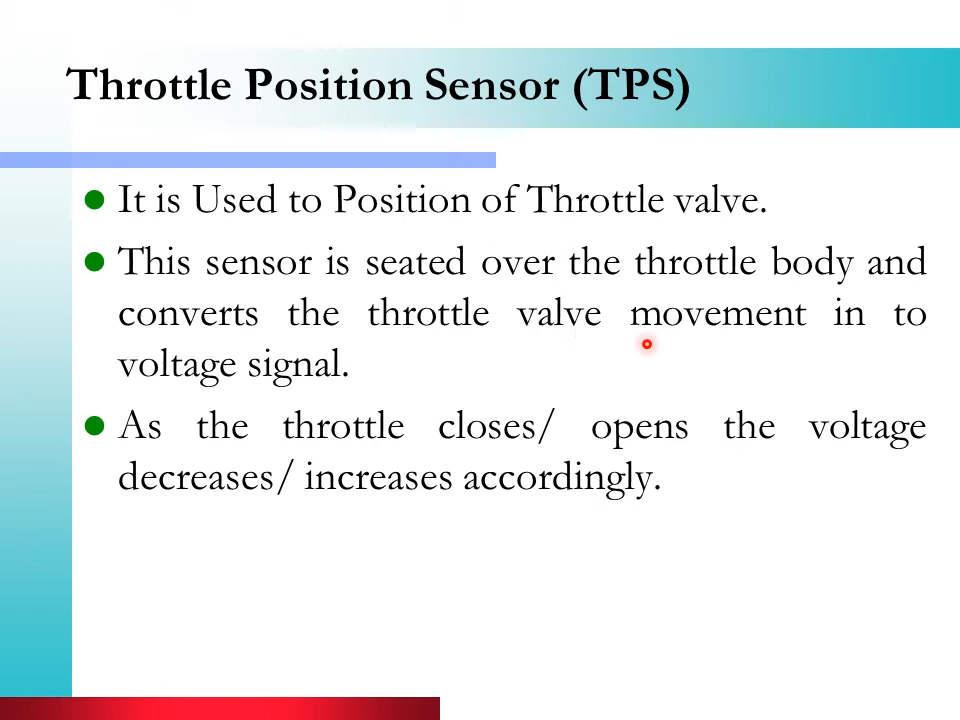 Throttle Position Sensor (TPS)
It is Used to Position of Throttle valve.
This sensor is seated over the throttle body and
converts the throttle valve movement in to
voltage signal.
As the throttle closes/ opens the voltage
decreases/ increases accordingly.